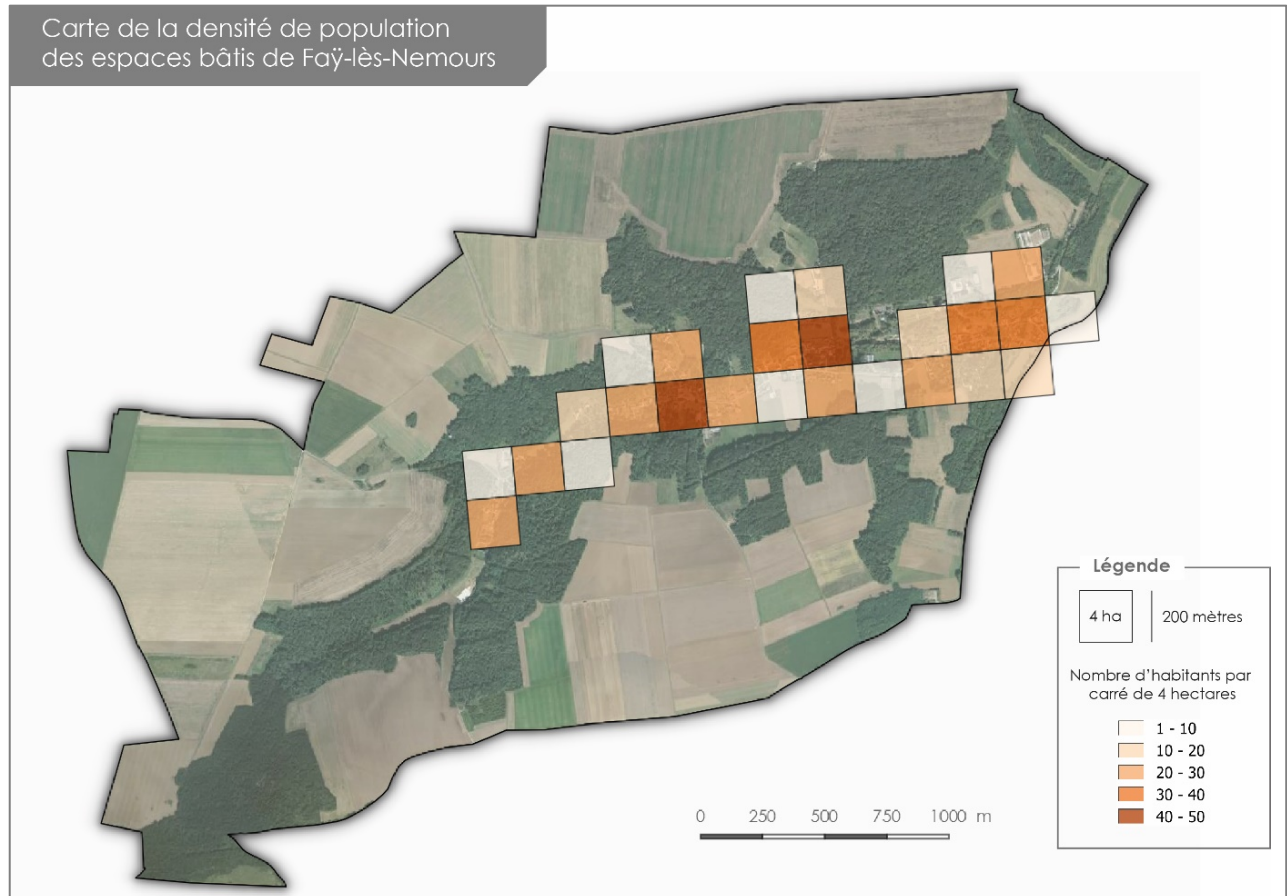 Carte de la densité de population
des espaces bâtis de Faÿ-lès-Nemours
Légende
4 ha
200 mètres
Nombre d'habitants par
carré de 4 hectares
1 - 10
10 - 20
20 - 30
30 - 40
40 - 50
0 250 500 750 1000 m